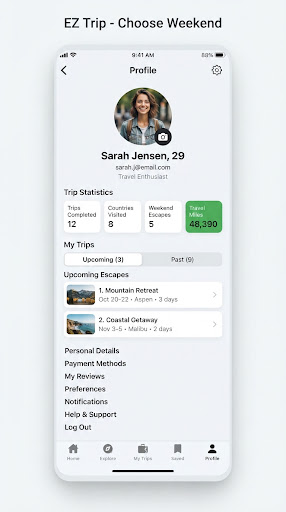 EZ Trip - Choose Weekend
9:41 AM
88%
Profile
Sarah Jensen, 29
sarah.j@email.com
Travel Enthusiast
Trip Statistics
Trips Completed 12
Countries Visited 8
Weekend Escapes 5
Travel Miles 48,390
My Trips
Upcoming (3)
Past (9)
Upcoming Escapes
1. Mountain Retreat
Oct 20-22 • Aspen • 3 days
2. Coastal Getaway
Nov 3-5 • Malibu • 2 days
Personal Details
Payment Methods
My Reviews
Preferences
Notifications
Help & Support
Log Out
Home
Explore
My Trips
Saved
Profile